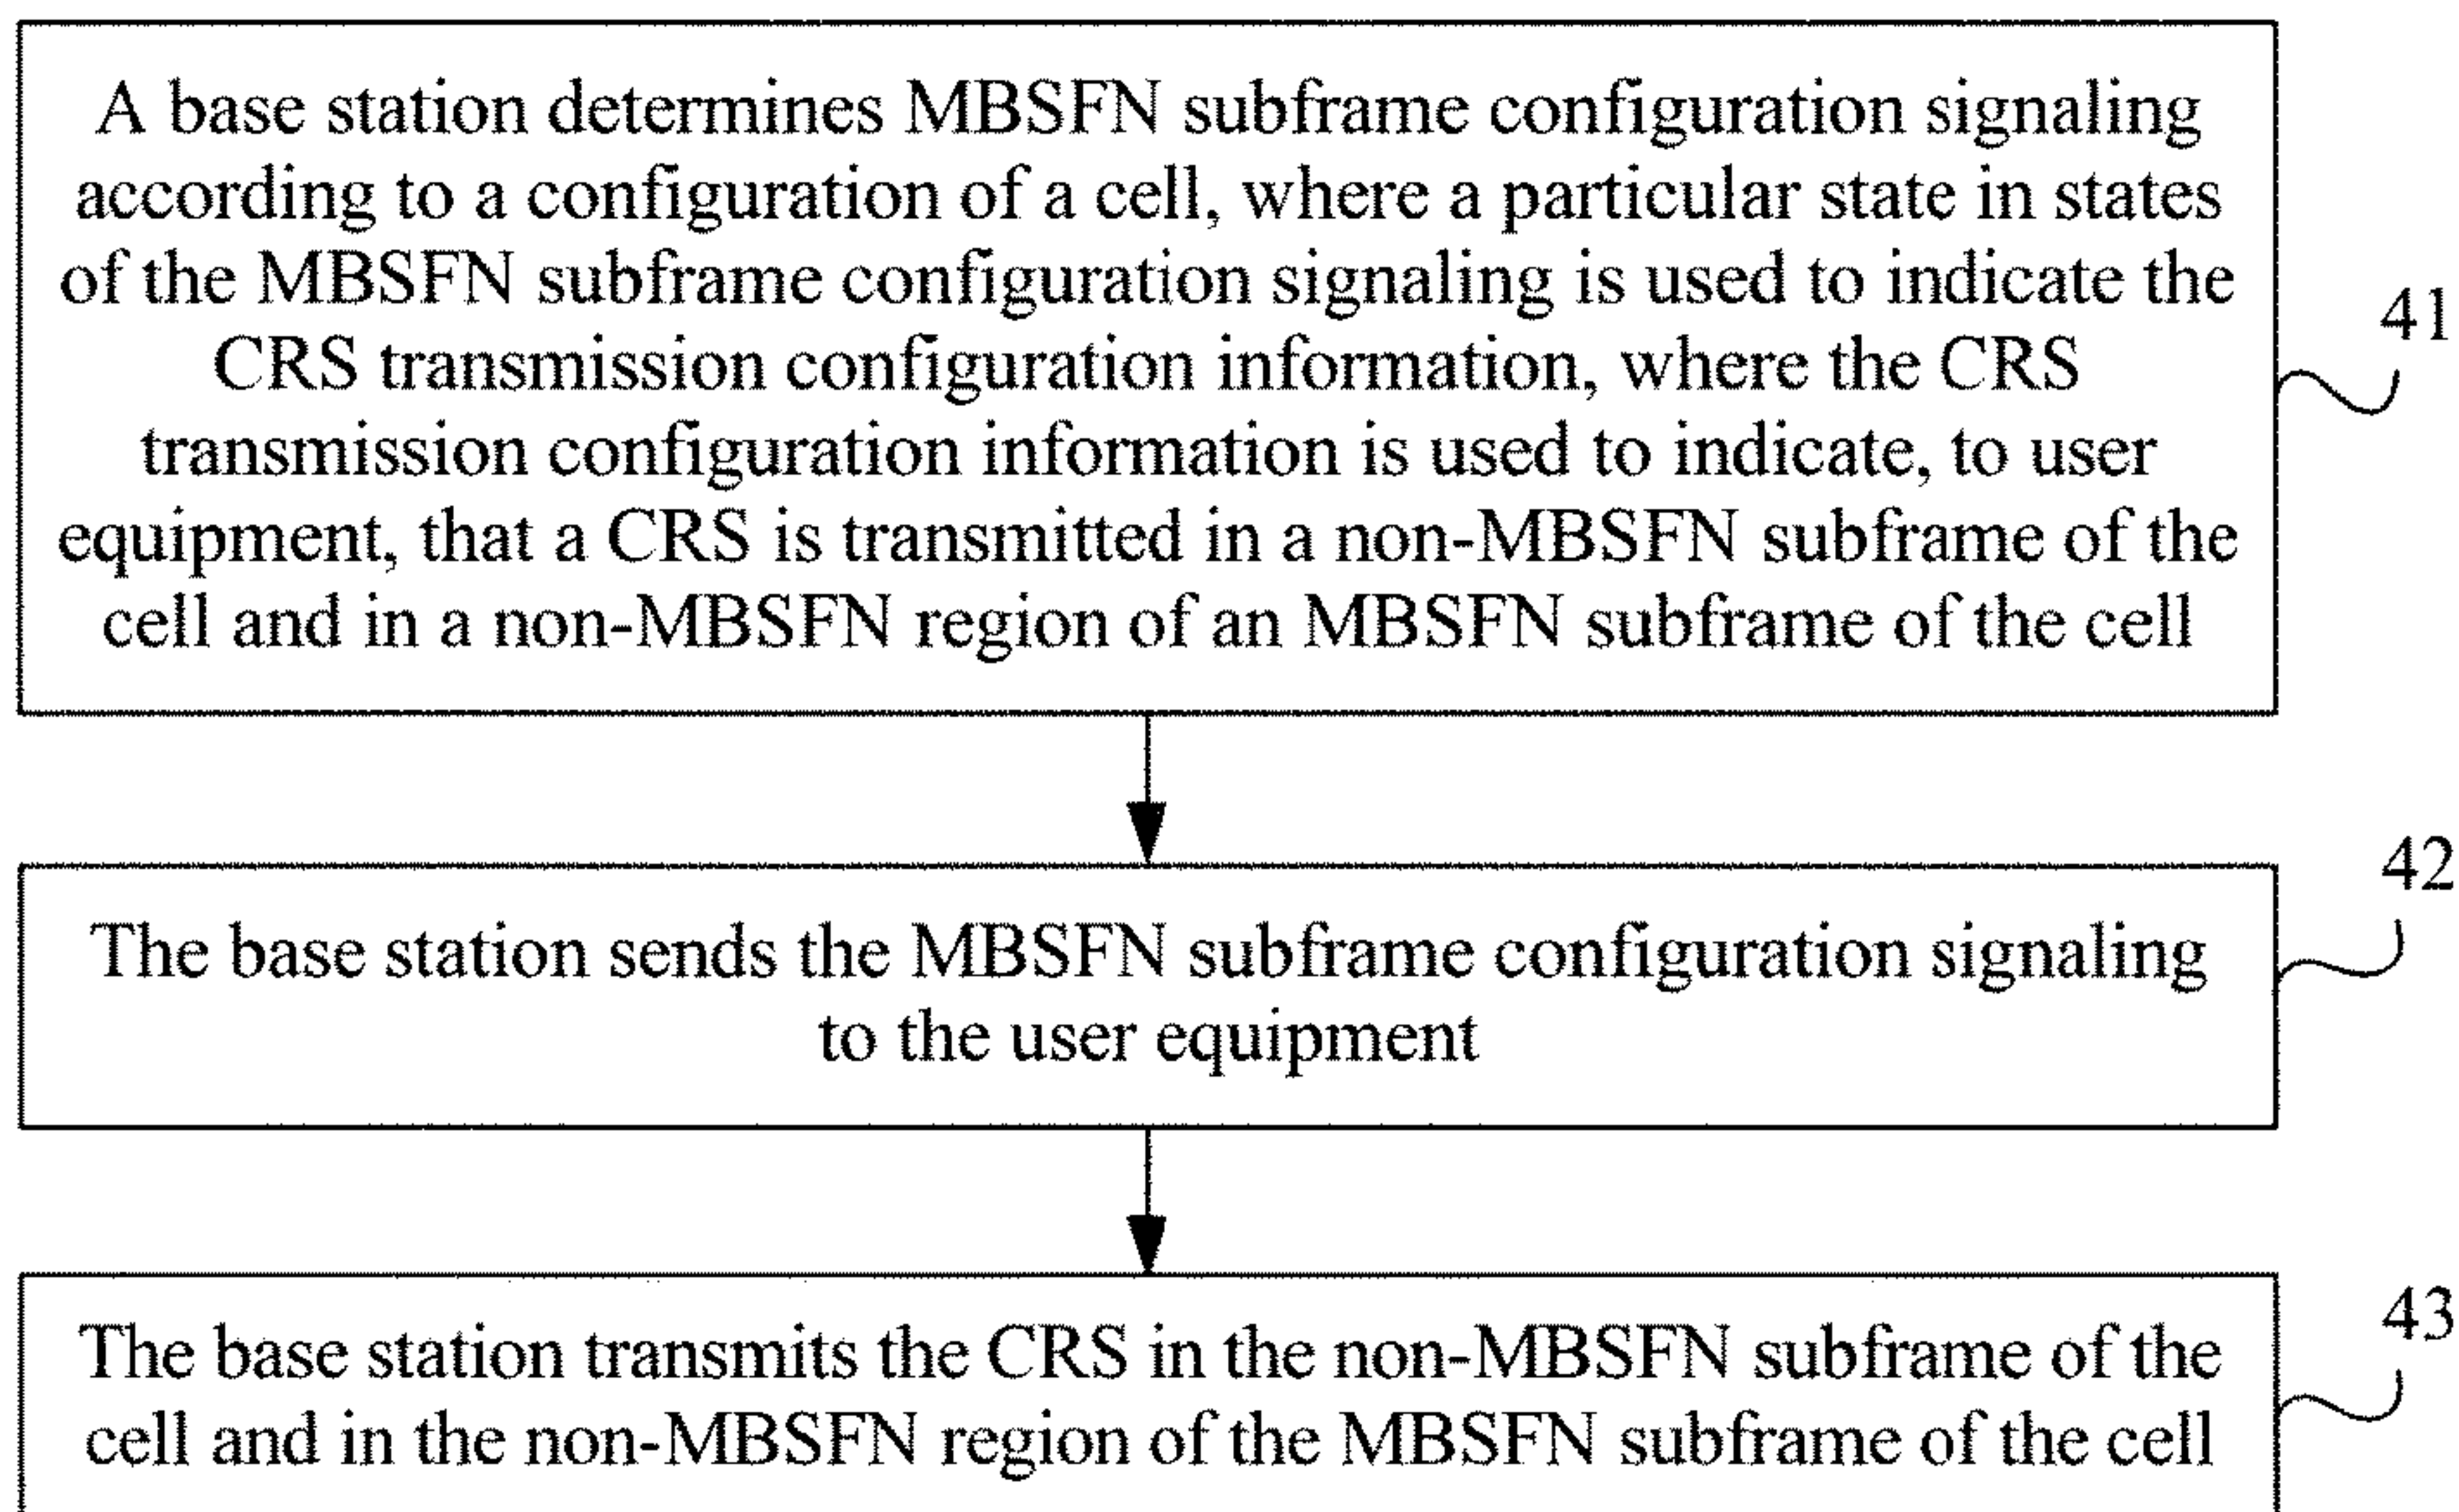 A base station determines MBSFN subframe configuration signaling
according to a configuration of a cell, where a particular state in states
of the MBSFN subframe configuration signaling is used to indicate the
CRS transmission configuration information, where the CRS
transmission configuration information is used to indicate, to user
equipment, that a CRS is transmitted in a non-MBSFN subframe of the
cell and in a non-MBSFN region of an MBSFN subframe of the cell
41
The base station sends the MBSFN subframe configuration signaling
to the user equipment
42
The base station transmits the CRS in the non-MBSFN subframe of the
cell and in the non-MBSFN region of the MBSFN subframe of the cell
43